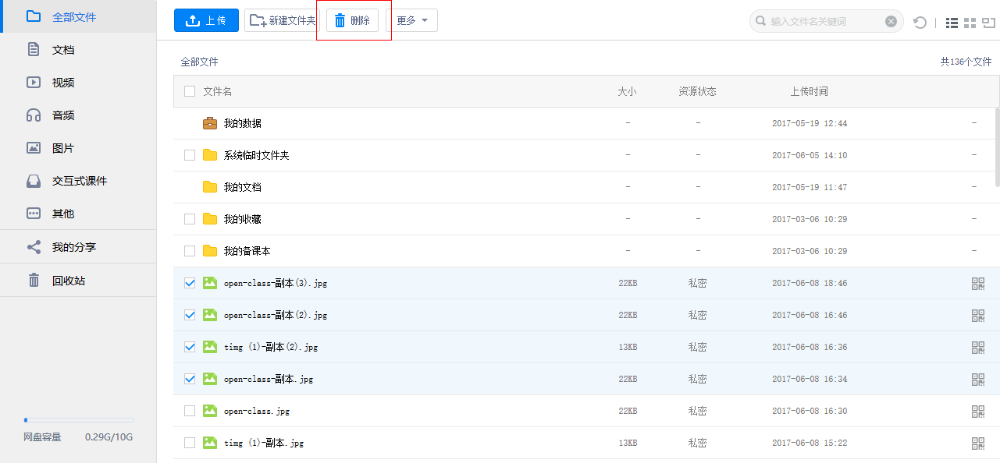 全部文件
文档
视频
音频
图片
交互式课件
其他
我的分享
回收站
网盘容量 0.29G/10G
上传 新建文件夹 删除 更多 输入文件名关键词
全部文件 共136个文件
文件名 大小 资源状态 上传时间
我的数据 - - 2017-05-19 12:44 -
系统临时文件夹 - - 2017-06-05 14:10 -
我的文档 - - 2017-05-19 11:47 -
我的收藏 - - 2017-03-06 10:29 -
我的备课本 - - 2017-03-06 10:29 -
open-class-副本(3).jpg 22KB 私密 2017-06-08 18:46
open-class-副本(2).jpg 22KB 私密 2017-06-08 16:46
timg (1)-副本(2).jpg 13KB 私密 2017-06-08 16:36
open-class-副本.jpg 22KB 私密 2017-06-08 16:34
open-class.jpg 22KB 私密 2017-06-08 16:30
timg (1)-副本.jpg 13KB 私密 2017-06-08 15:22